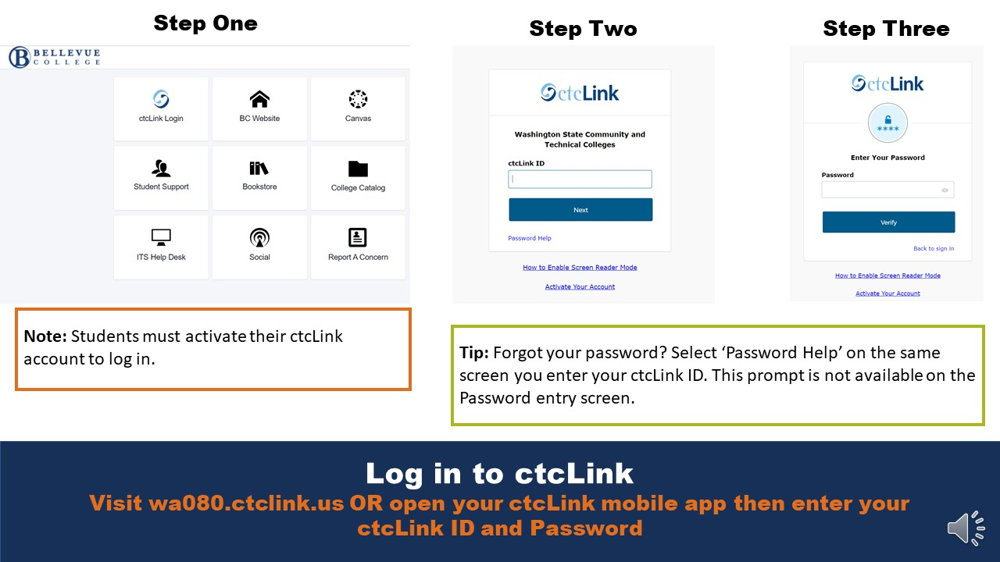 Step One
BELLEVUE
COLLEGE
ctcLink Login
BC Website
Canvas
Student Support
Bookstore
College Catalog
ITS Help Desk
Social
Report A Concern
Note: Students must activate their ctcLink
account to log in.
Step Two
ctcLink
Washington State Community and
Technical Colleges
ctcLink ID
Next
Password Help
How to Enable Screen Reader Mode
Activate Your Account
Step Three
ctcLink
****
Enter Your Password
Password
Verify
Back to sign in
How to Enable Screen Reader Mode
Activate Your Account
Tip: Forgot your password? Select ‘Password Help’ on the same
screen you enter your ctcLink ID. This prompt is not available on the
Password entry screen.
Log in to ctcLink
Visit wa080.ctclink.us OR open your ctcLink mobile app then enter your
ctcLink ID and Password